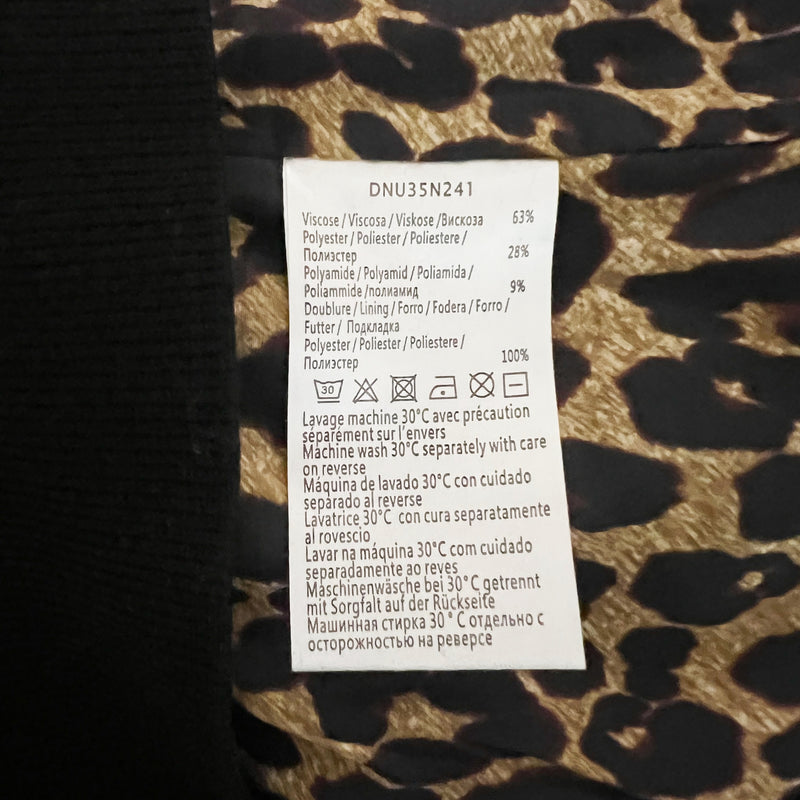 DNU35N241
Viscose / Viscosa / Viskose /Вискоза 63%
Polyester / Poliester / Poliestere /
Полиэстер 28%
Polyamide / Polyamid / Poliamida /
Poliammide /полиамид 9%
Doublure / Lining / Forro / Fodera / Forro /
Futter / Подкладка
Polyester / Poliester / Poliestere /
Полиэстер 100%
30
Lavage machine 30°C avec précaution
séparément sur l'envers
Machine wash 30°C separately with care
on reverse
Máquina de lavado 30°C con cuidado
separado al reverse
Lavatrice 30°C con cura separatamente
al rovescio
Lavar na máquina 30°C com cuidado
separadamente ao reves
Maschinenwäsche bei 30°C getrennt
mit Sorgfalt auf der Rückseite
Машинная стирка 30 ° C отдельно с
осторожностью на реверсе